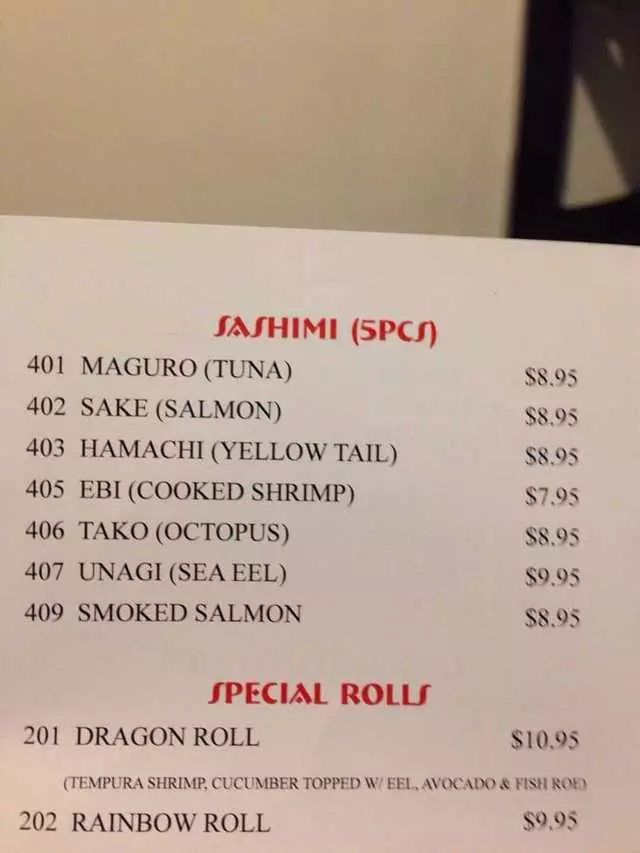 SASHIMI (5PCS)
401 MAGURO (TUNA) $8.95
402 SAKE (SALMON) $8.95
403 HAMACHI (YELLOW TAIL) $8.95
405 EBI (COOKED SHRIMP) $7.95
406 TAKO (OCTOPUS) $8.95
407 UNAGI (SEA EEL) $9.95
409 SMOKED SALMON $8.95
SPECIAL ROLLS
201 DRAGON ROLL $10.95
(TEMPURA SHRIMP, CUCUMBER TOPPED W/ EEL, AVOCADO & FISH ROE)
202 RAINBOW ROLL $9.95